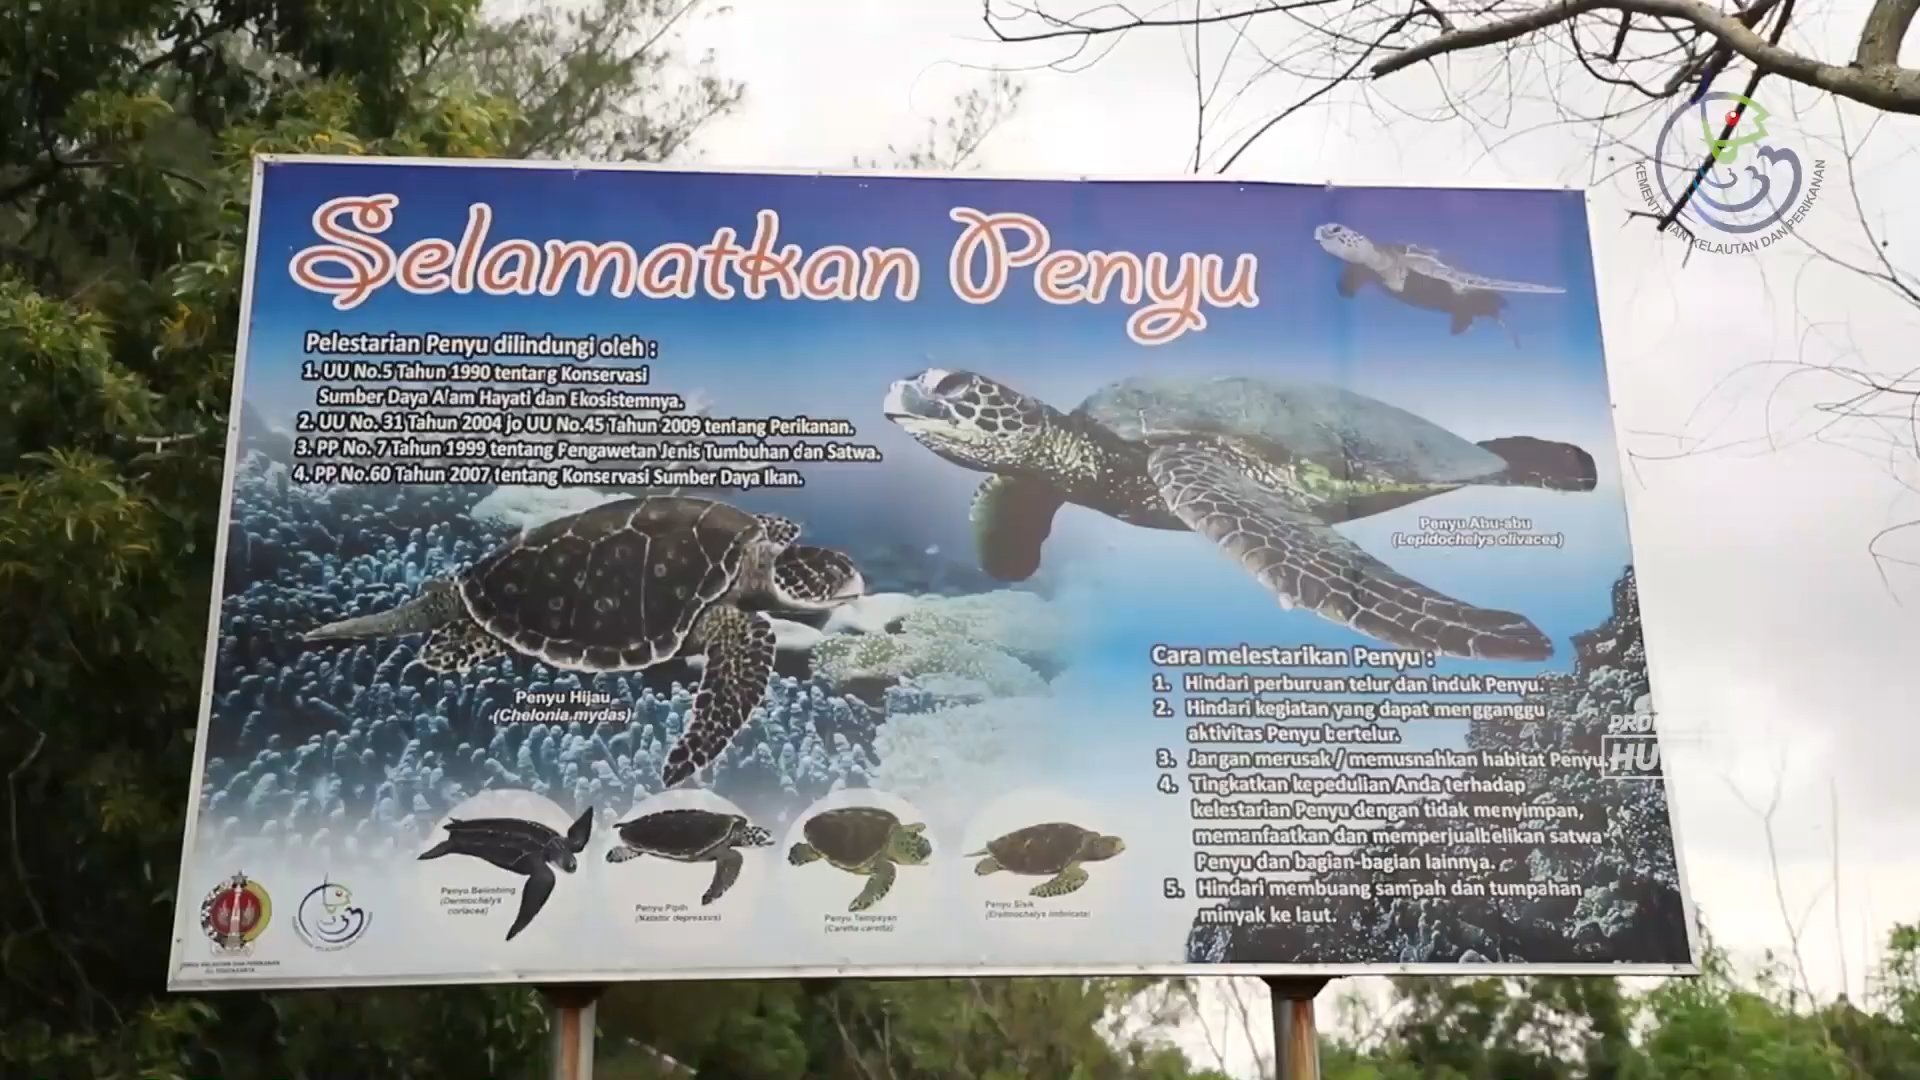 KEMENTERIAN KELAUTAN DAN PERIKANAN
Selamatkan Penyu
Pelestarian Penyu dilindungi oleh :
1. UU No.5 Tahun 1990 tentang Konservasi
Sumber Daya Alam Hayati dan Ekosistemnya.
2. UU No. 31 Tahun 2004 jo UU No.45 Tahun 2009 tentang Perikanan.
3. PP No. 7 Tahun 1999 tentang Pengawetan Jenis Tumbuhan dan Satwa.
4. PP No.60 Tahun 2007 tentang Konservasi Sumber Daya Ikan.
Penyu Abu-abu
(Lepidochelys olivacea)
Penyu Hijau
(Chelonia mydas)
Cara melestarikan Penyu :
1. Hindari perburuan telur dan induk Penyu.
2. Hindari kegiatan yang dapat mengganggu
aktivitas Penyu bertelur.
3. Jangan merusak / memusnahkan habitat Penyu.
4. Tingkatkan kepedulian Anda terhadap
kelestarian Penyu dengan tidak menyimpan,
memanfaatkan dan memperjualbelikan satwa
Penyu dan bagian-bagian lainnya.
5. Hindari membuang sampah dan tumpahan
minyak ke laut.
Penyu Belimbing
(Dermochelys
coriacea)
Penyu Pipih
(Natator depressus)
Penyu Tempayan
(Caretta caretta)
Penyu Sisik
(Eretmochelys imbricata)
DINAS KELAUTAN DAN PERIKANAN
D.I. YOGYAKARTA